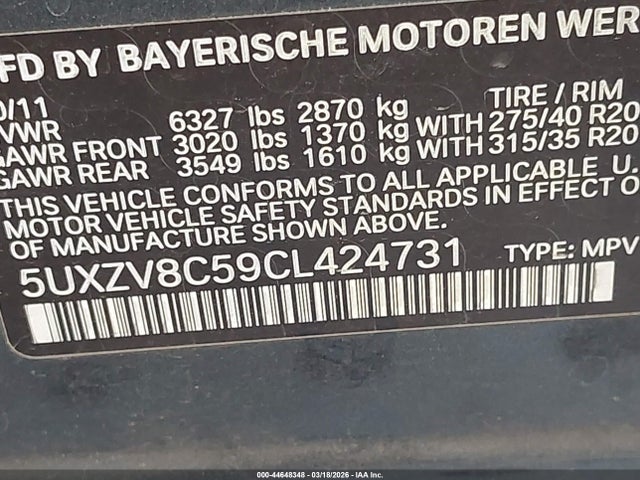 MFD BY BAYERISCHE MOTOREN WER
0/11
GVWR 6327 lbs 2870 kg TIRE / RIM
GAWR FRONT 3020 lbs 1370 kg WITH 275/40 R20
GAWR REAR 3549 lbs 1610 kg WITH 315/35 R20
THIS VEHICLE CONFORMS TO ALL APPLICABLE U.
MOTOR VEHICLE SAFETY STANDARDS IN EFFECT O
OF MANUFACTURE SHOWN ABOVE.
5UXZV8C59CL424731 TYPE: MPV
000-44648348 | 03/18/2026 | IAA Inc.